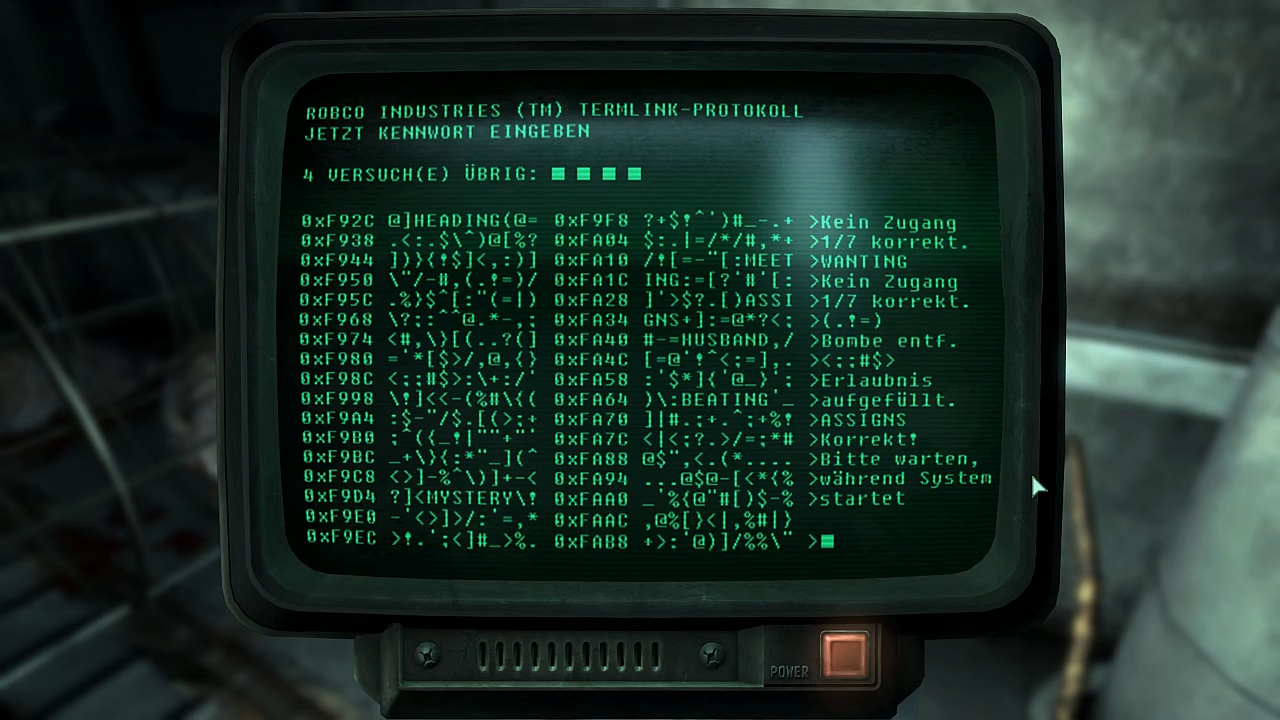 ROBCO INDUSTRIES (TM) TERMLINK-PROTOKOLL
JETZT KENNWORT EINGEBEN
4 VERSUCH(E) ÜBRIG: ■ ■ ■ ■
0xF92C @]HEADING(@= 0xF9F8 ?+$!^')#_-.+ >Kein Zugang
0xF938 .<:.$\^)@[%? 0xFA04 $:.|=/*/#,*+ >1/7 korrekt.
0xF944 ])}{!$]<,:)] 0xFA10 /![=-"[:MEET >WANTING
0xF950 \"/-#,(.!=)/ 0xFA1C ING:=[?'#'[: >Kein Zugang
0xF95C .%}$^[:"(=|) 0xFA28 ]'>$?.[)ASSI >1/7 korrekt.
0xF968 \?;:^^@.*-,; 0xFA34 GNS+]:=@*?<; >(.!=)
0xF974 <#,\}[(..?(] 0xFA40 #-=HUSBAND,/ >Bombe entf.
0xF980 ='*[$>/,@,{} 0xFA4C [=@'!^<;=],. ><;;#$>
0xF98C <;;#$>:\+:/' 0xFA58 :'$*]{'@_}'; >Erlaubnis
0xF998 \!]<<-(%#\{( 0xFA64 )\:BEATING'_ >aufgefüllt.
0xF9A4 :$-"/$.[(>;+ 0xFA70 ]|#.;+.^;+%! >ASSIGNS
0xF9B0 ;^({_!|""+"' 0xFA7C <|<;?.>/=;*# >Korrekt!
0xF9BC _+\}{:*"_](^ 0xFA88 @$",<.(*.... >Bitte warten,
0xF9C8 <>]-%^\)]+-< 0xFA94 ...@$@-[<*{% >während System
0xF9D4 ?]<MYSTERY\! 0xFAA0 _'%{@"#[)$-% >startet
0xF9E0 -'<>]>/:'=,* 0xFAAC ,@%[}<|,%#|}
0xF9EC >!.';<]#_>%. 0xFAB8 +>:'@)]/%%\" >■
POWER